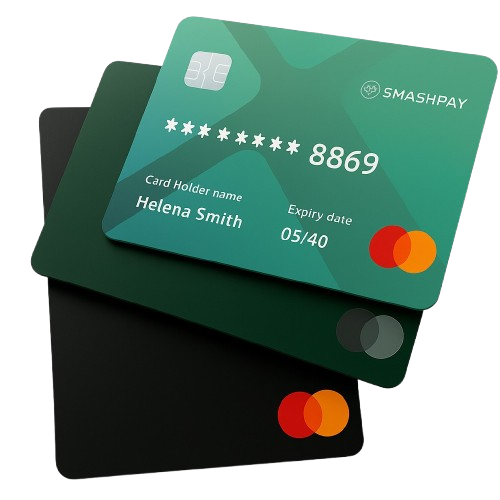 SMASHPAY
******** 8869
Card Holder name
Helena Smith
Expiry date
05/40